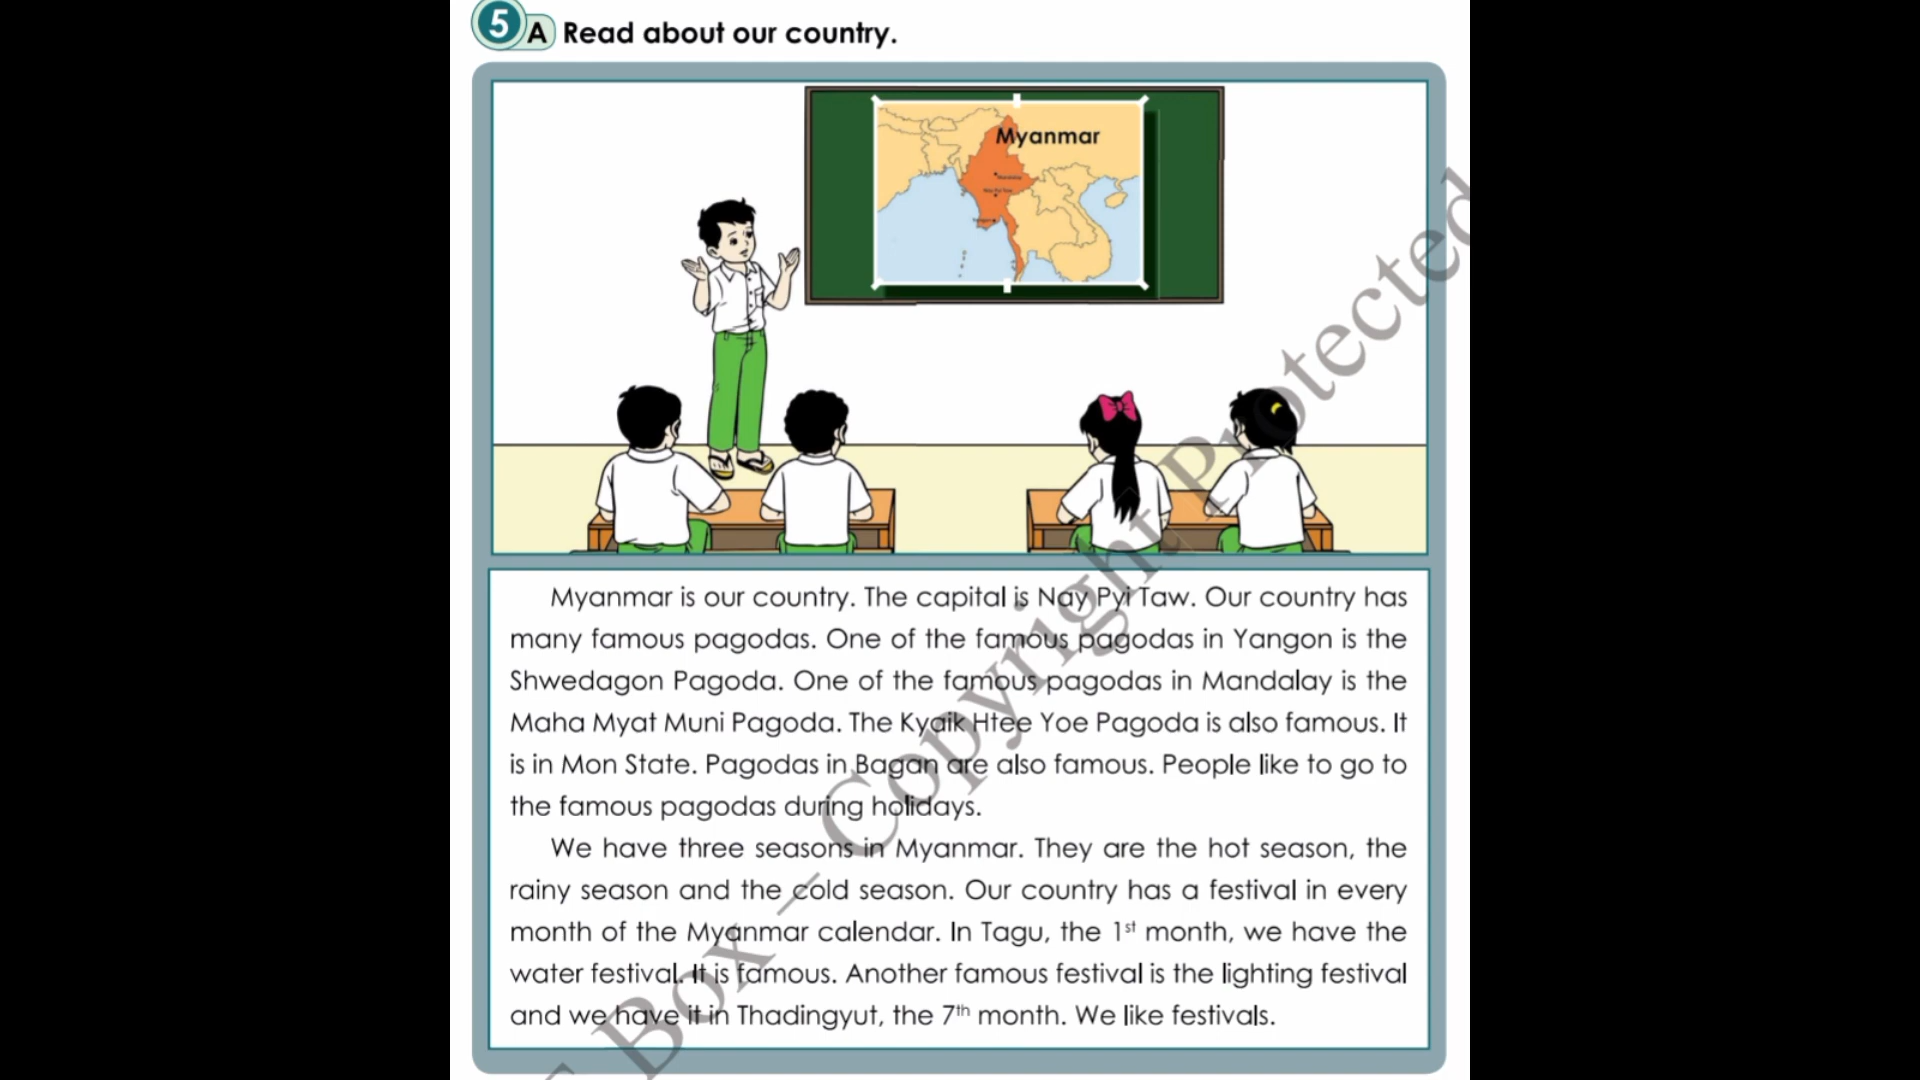 5 A Read about our country.
Myanmar
Mandalay
Nay Pyi Taw
Yangon
Myanmar is our country. The capital is Nay Pyi Taw. Our country has
many famous pagodas. One of the famous pagodas in Yangon is the
Shwedagon Pagoda. One of the famous pagodas in Mandalay is the
Maha Myat Muni Pagoda. The Kyaik Htee Yoe Pagoda is also famous. It
is in Mon State. Pagodas in Bagan are also famous. People like to go to
the famous pagodas during holidays.
We have three seasons in Myanmar. They are the hot season, the
rainy season and the cold season. Our country has a festival in every
month of the Myanmar calendar. In Tagu, the 1st month, we have the
water festival. It is famous. Another famous festival is the lighting festival
and we have it in Thadingyut, the 7th month. We like festivals.
Box – Copyright Protected